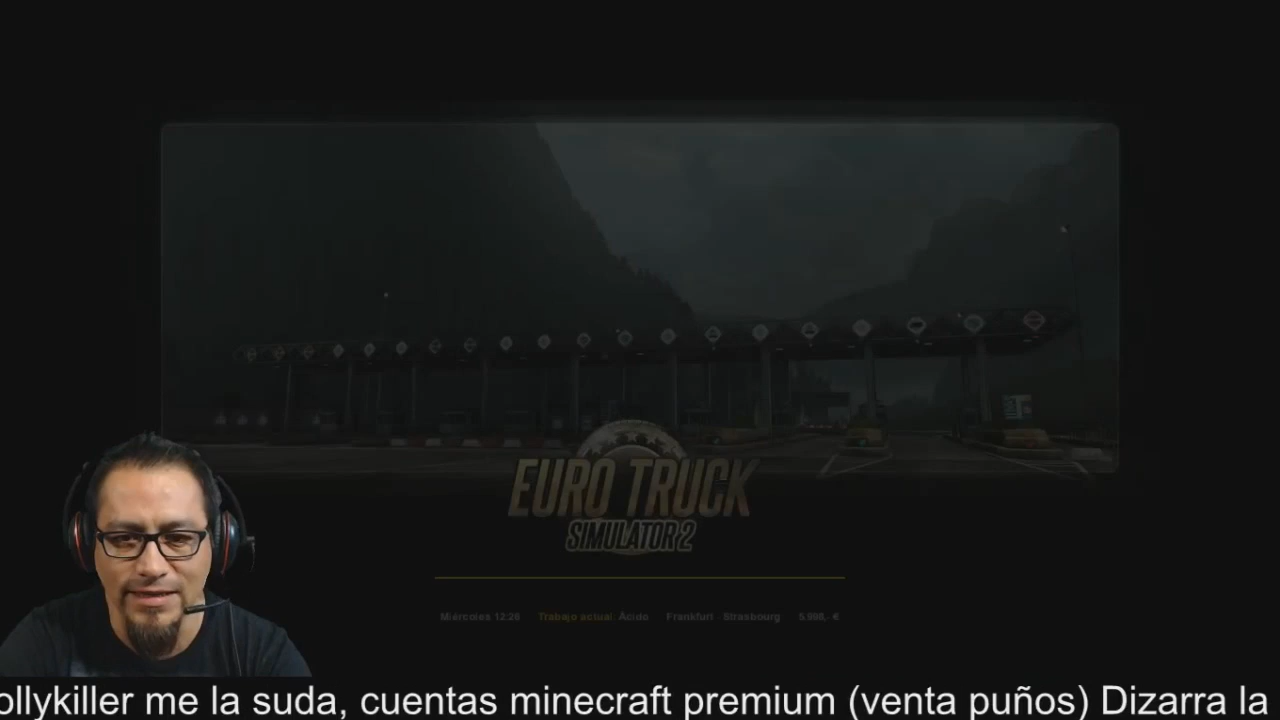 EURO TRUCK
SIMULATOR 2
Miércoles 12:26 Trabajo actual: Ácido Frankfurt - Strasbourg 5.998,- €
ollykiller me la suda, cuentas minecraft premium (venta puños) Dizarra la